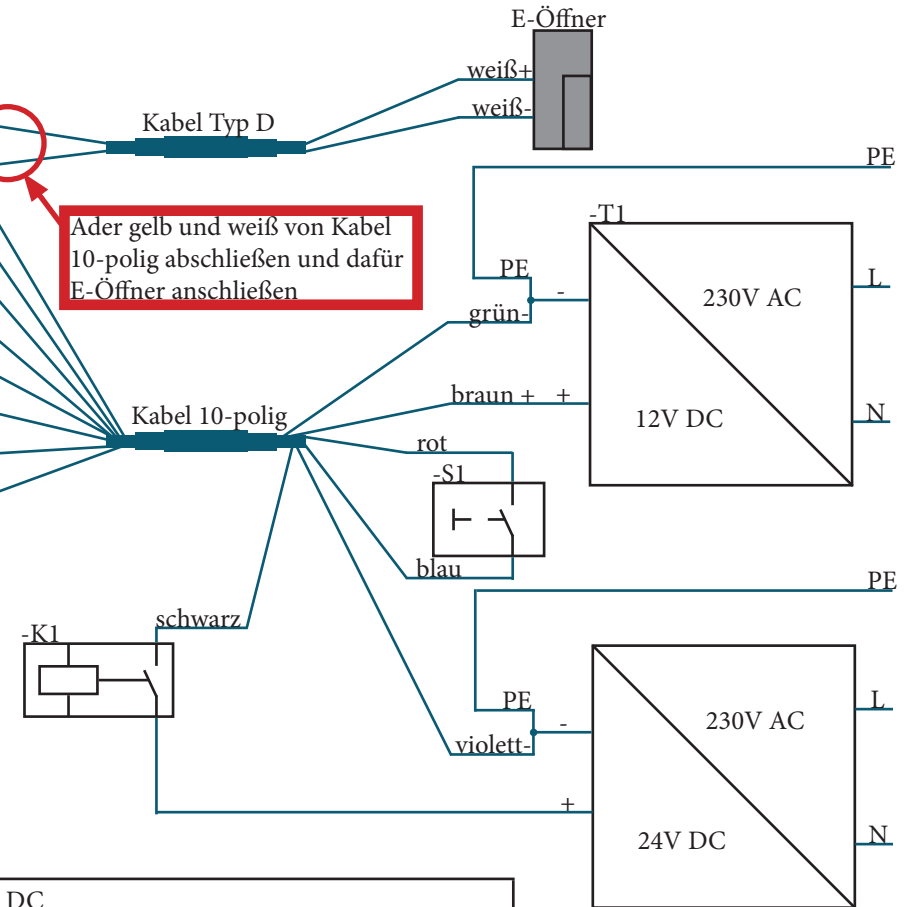 E-Öffner
weiß+
weiß-
Kabel Typ D
PE
Ader gelb und weiß von Kabel
10-polig abschließen und dafür
E-Öffner anschließen
-T1
PE
-
L
230V AC
grün-
braun +
+
N
12V DC
Kabel 10-polig
rot
-S1
blau
PE
schwarz
-K1
PE
-
L
230V AC
violett-
+
N
24V DC
DC